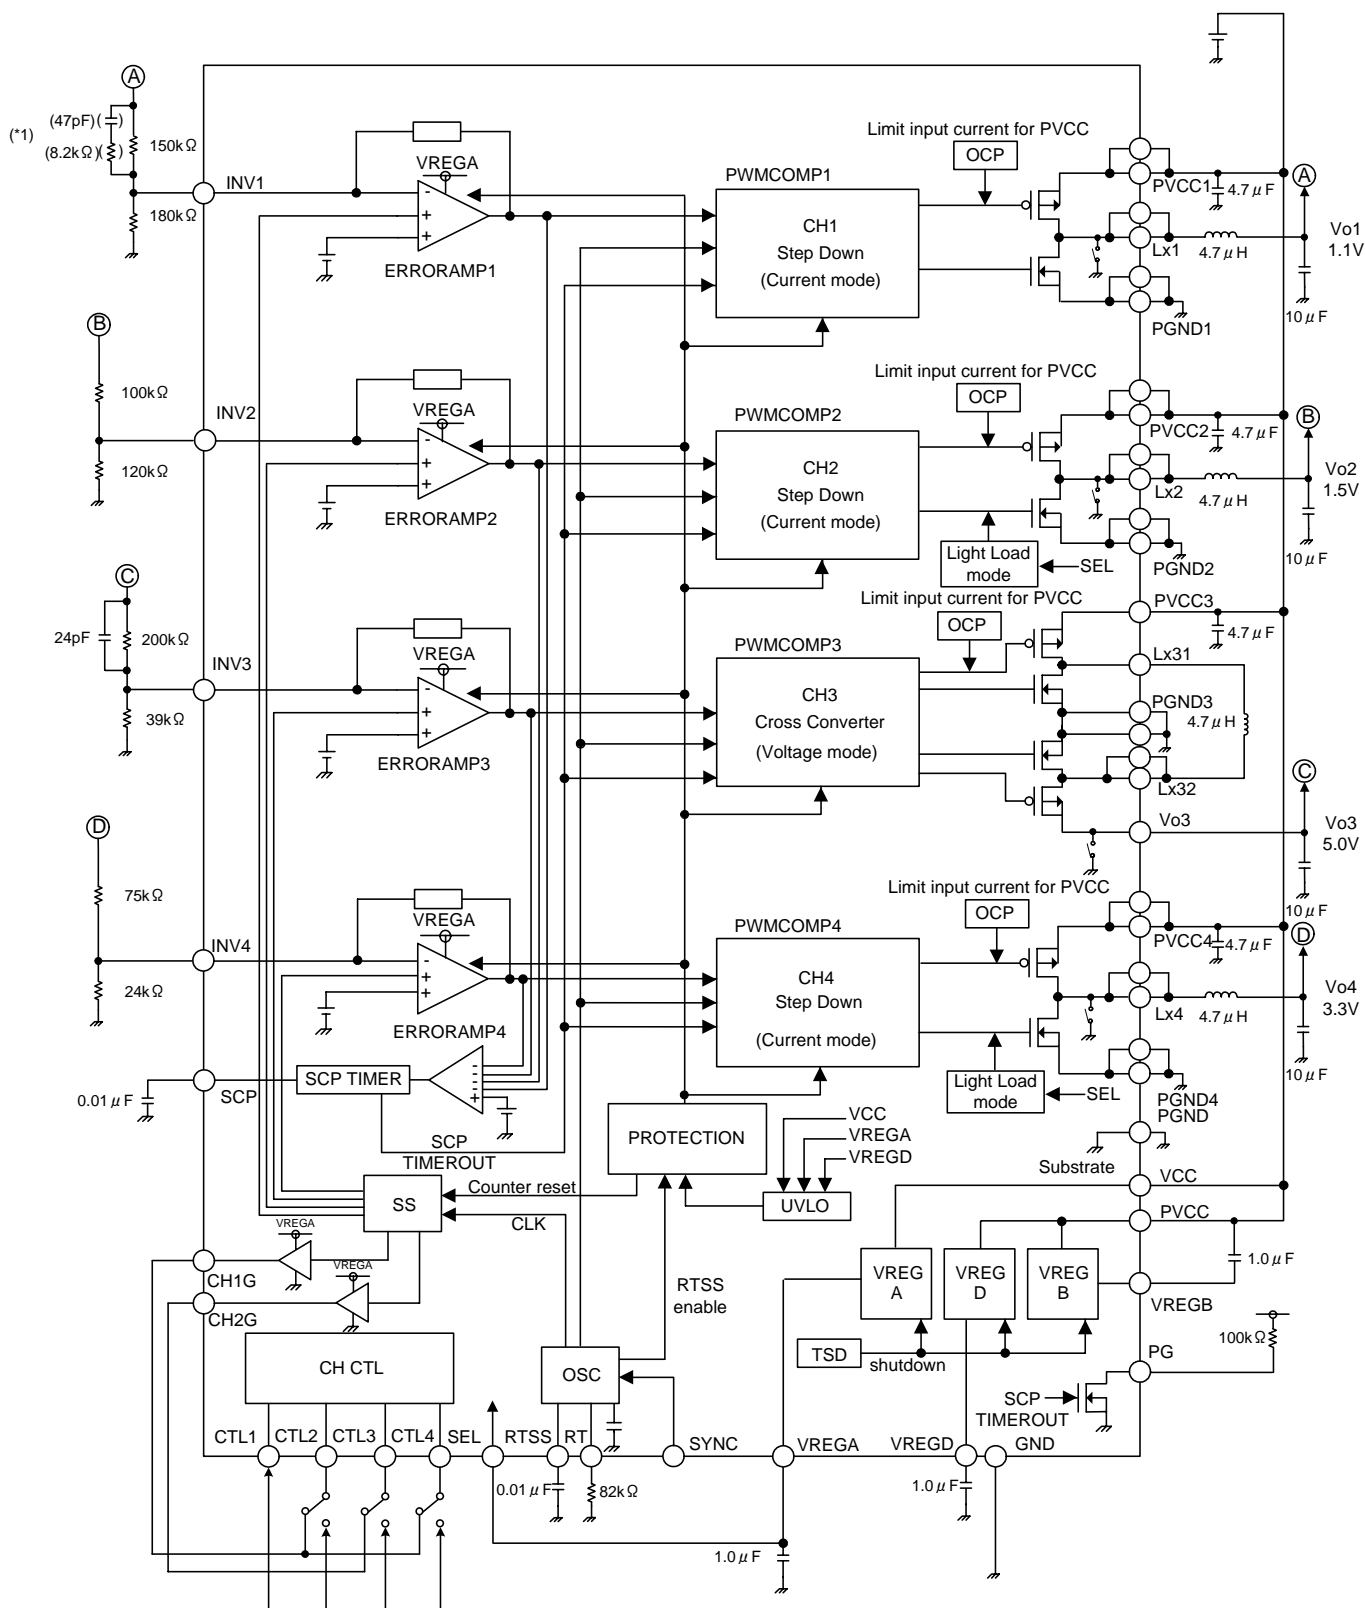 A
(*1)
(47pF)
(8.2kΩ)
150kΩ
180kΩ
INV1
VREGA
-
+
+
ERRORAMP1
PWMCOMP1
CH1
Step Down
(Current mode)
Limit input current for PVCC
OCP
PVCC1
4.7μF
A
Lx1
4.7μH
Vo1
1.1V
10μF
PGND1
B
100kΩ
120kΩ
INV2
VREGA
-
+
+
ERRORAMP2
PWMCOMP2
CH2
Step Down
(Current mode)
Limit input current for PVCC
OCP
PVCC2
4.7μF
B
Lx2
4.7μH
Vo2
1.5V
10μF
PGND2
Light Load
mode
SEL
C
24pF
200kΩ
39kΩ
INV3
VREGA
-
+
+
ERRORAMP3
PWMCOMP3
CH3
Cross Converter
(Voltage mode)
Limit input current for PVCC
OCP
PVCC3
4.7μF
Lx31
PGND3
4.7μH
Lx32
C
Vo3
Vo3
5.0V
10μF
D
75kΩ
24kΩ
INV4
VREGA
-
+
+
ERRORAMP4
PWMCOMP4
CH4
Step Down
(Current mode)
Limit input current for PVCC
OCP
PVCC4
4.7μF
D
Lx4
4.7μH
Vo4
3.3V
10μF
Light Load
mode
SEL
PGND4
PGND
0.01μF
SCP
SCP TIMER
-
-
-
-
+
SCP
TIMEROUT
PROTECTION
VCC
VREGA
VREGD
UVLO
Substrate
VCC
PVCC
SS
Counter reset
CLK
VREGA
CH1G
VREGA
CH2G
RTSS
enable
VREG
A
VREG
D
VREG
B
1.0μF
VREGB
TSD
shutdown
100kΩ
PG
SCP
TIMEROUT
CH CTL
OSC
CTL1
CTL2
CTL3
CTL4
SEL
RTSS
RT
SYNC
VREGA
VREGD
GND
0.01μF
82kΩ
1.0μF
1.0μF